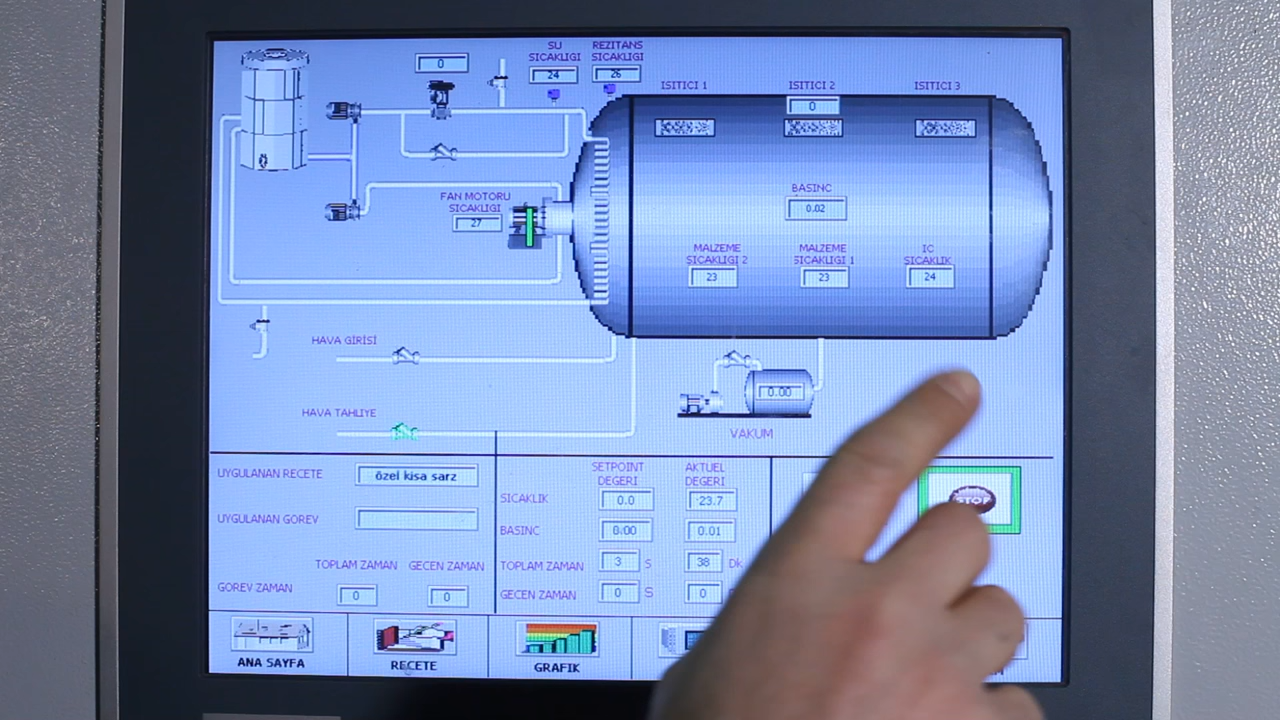 SU
SICAKLIGI
24
REZITANS
SICAKLIGI
26
0
ISITICI 1
ISITICI 2
0
ISITICI 3
FAN MOTORU
SICAKLIGI
27
BASINC
0.02
MALZEME
SICAKLIGI 2
23
MALZEME
SICAKLIGI 1
23
IC
SICAKLIK
24
HAVA GİRİSİ
HAVA TAHLIYE
0.00
VAKUM
UYGULANAN RECETE
özel kisa sarz
UYGULANAN GOREV
TOPLAM ZAMAN
GECEN ZAMAN
GOREV ZAMAN
0
0
SETPOINT
DEGERI
AKTUEL
DEGERI
SICAKLIK
0.0
23.7
BASINC
0.00
0.01
TOPLAM ZAMAN
3 S
38 Dk
GECEN ZAMAN
0 S
0
STOP
ANA SAYFA
RECETE
GRAFIK